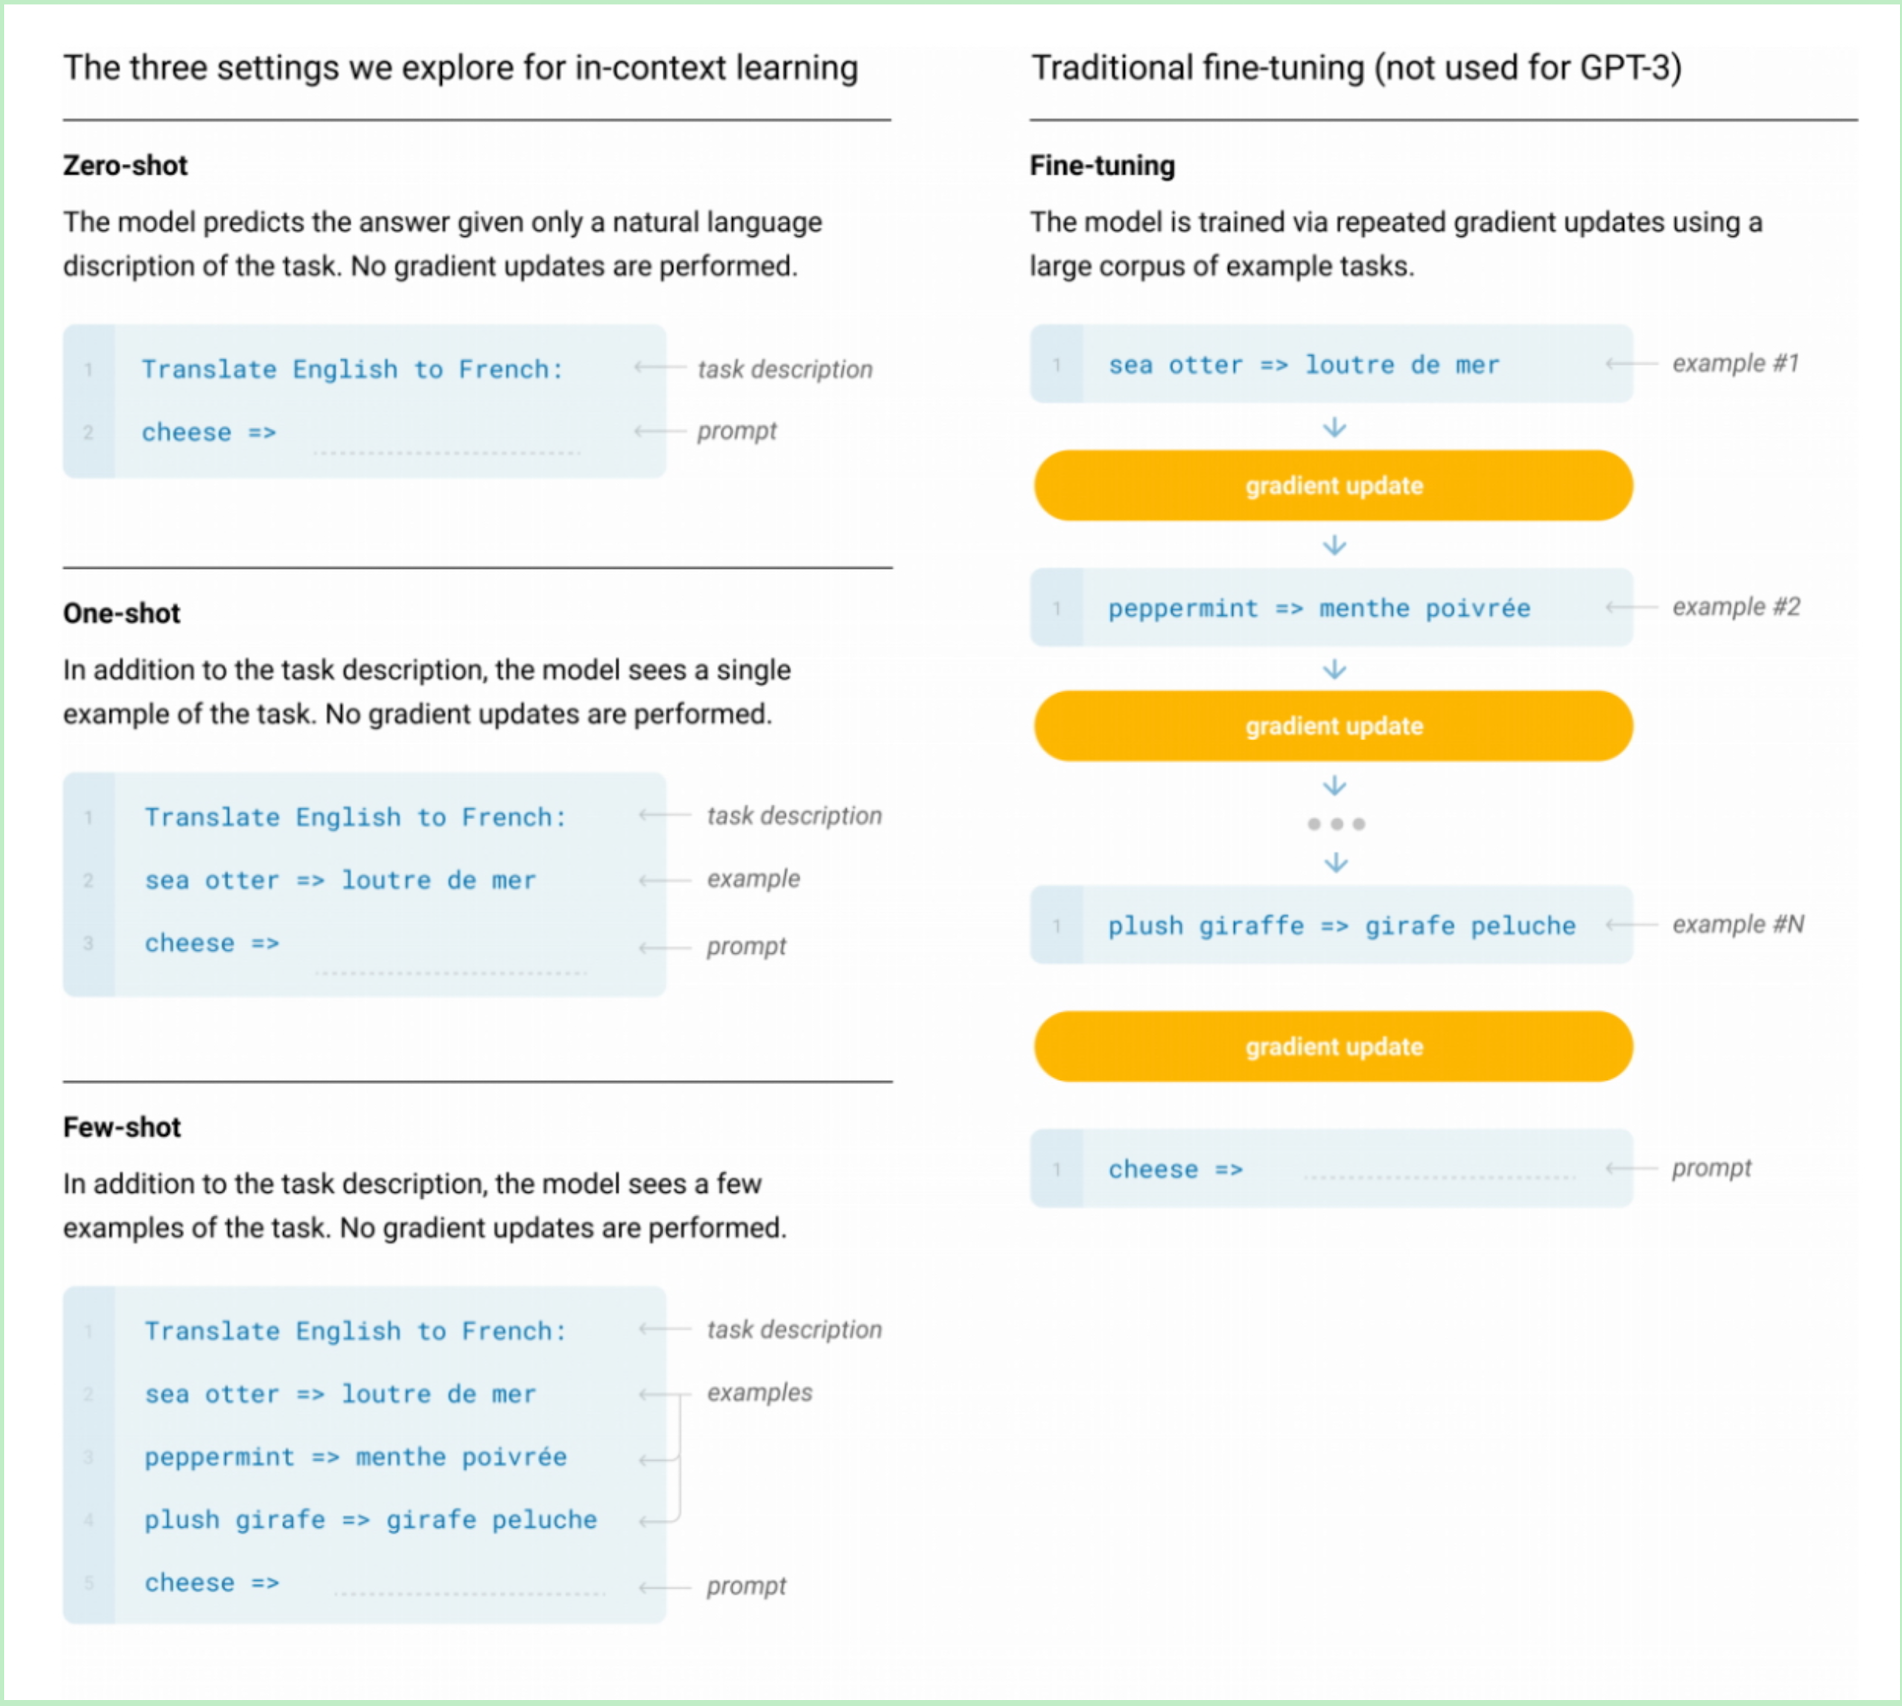 The three settings we explore for in-context learning
Zero-shot
The model predicts the answer given only a natural language
discription of the task. No gradient updates are performed.
1 Translate English to French: task description
2 cheese => prompt
One-shot
In addition to the task description, the model sees a single
example of the task. No gradient updates are performed.
1 Translate English to French: task description
2 sea otter => loutre de mer example
3 cheese => prompt
Few-shot
In addition to the task description, the model sees a few
examples of the task. No gradient updates are performed.
1 Translate English to French: task description
2 sea otter => loutre de mer examples
3 peppermint => menthe poivrée
4 plush girafe => girafe peluche
5 cheese => prompt
Traditional fine-tuning (not used for GPT-3)
Fine-tuning
The model is trained via repeated gradient updates using a
large corpus of example tasks.
1 sea otter => loutre de mer example #1
gradient update
1 peppermint => menthe poivrée example #2
gradient update
1 plush giraffe => girafe peluche example #N
gradient update
1 cheese => prompt